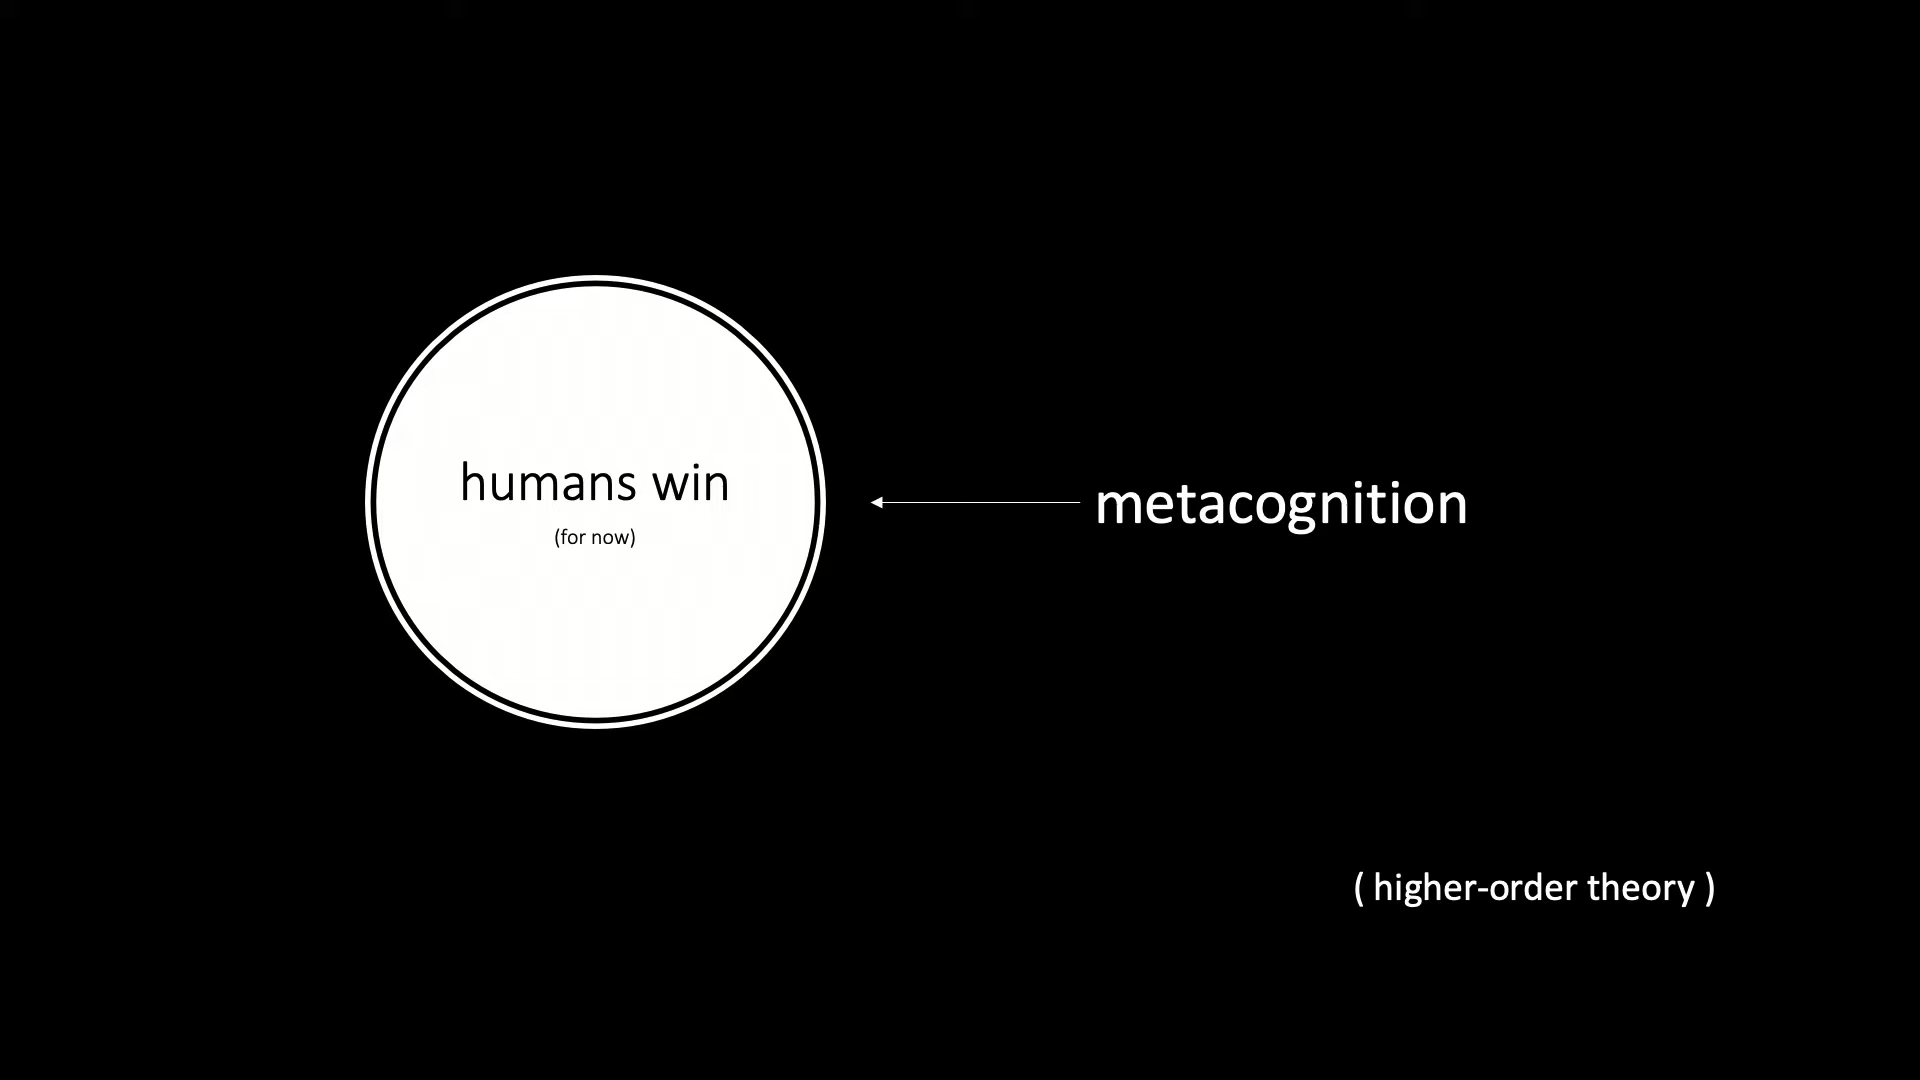 humans win
(for now)
metacognition
( higher-order theory )